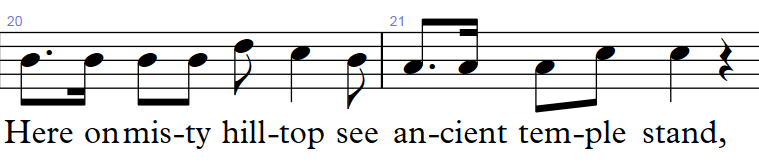 20 21
Here on mis-ty hill-top see an-cient tem-ple stand,